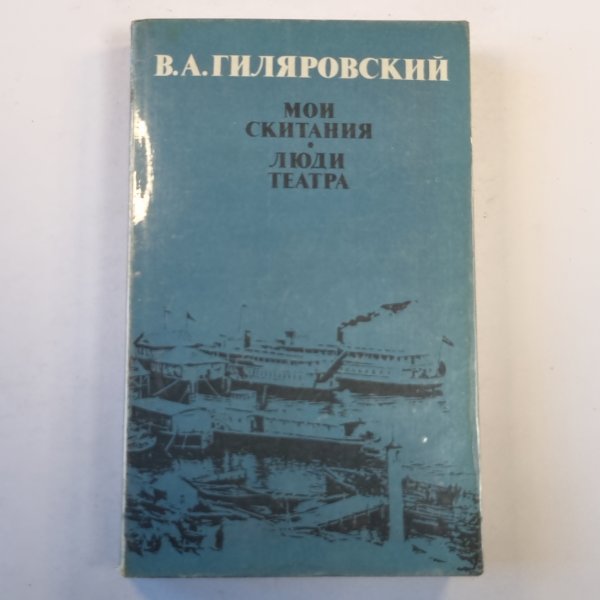 В.А.ГИЛЯРОВСКИЙ
МОИ
СКИТАНИЯ
•
ЛЮДИ
ТЕАТРА